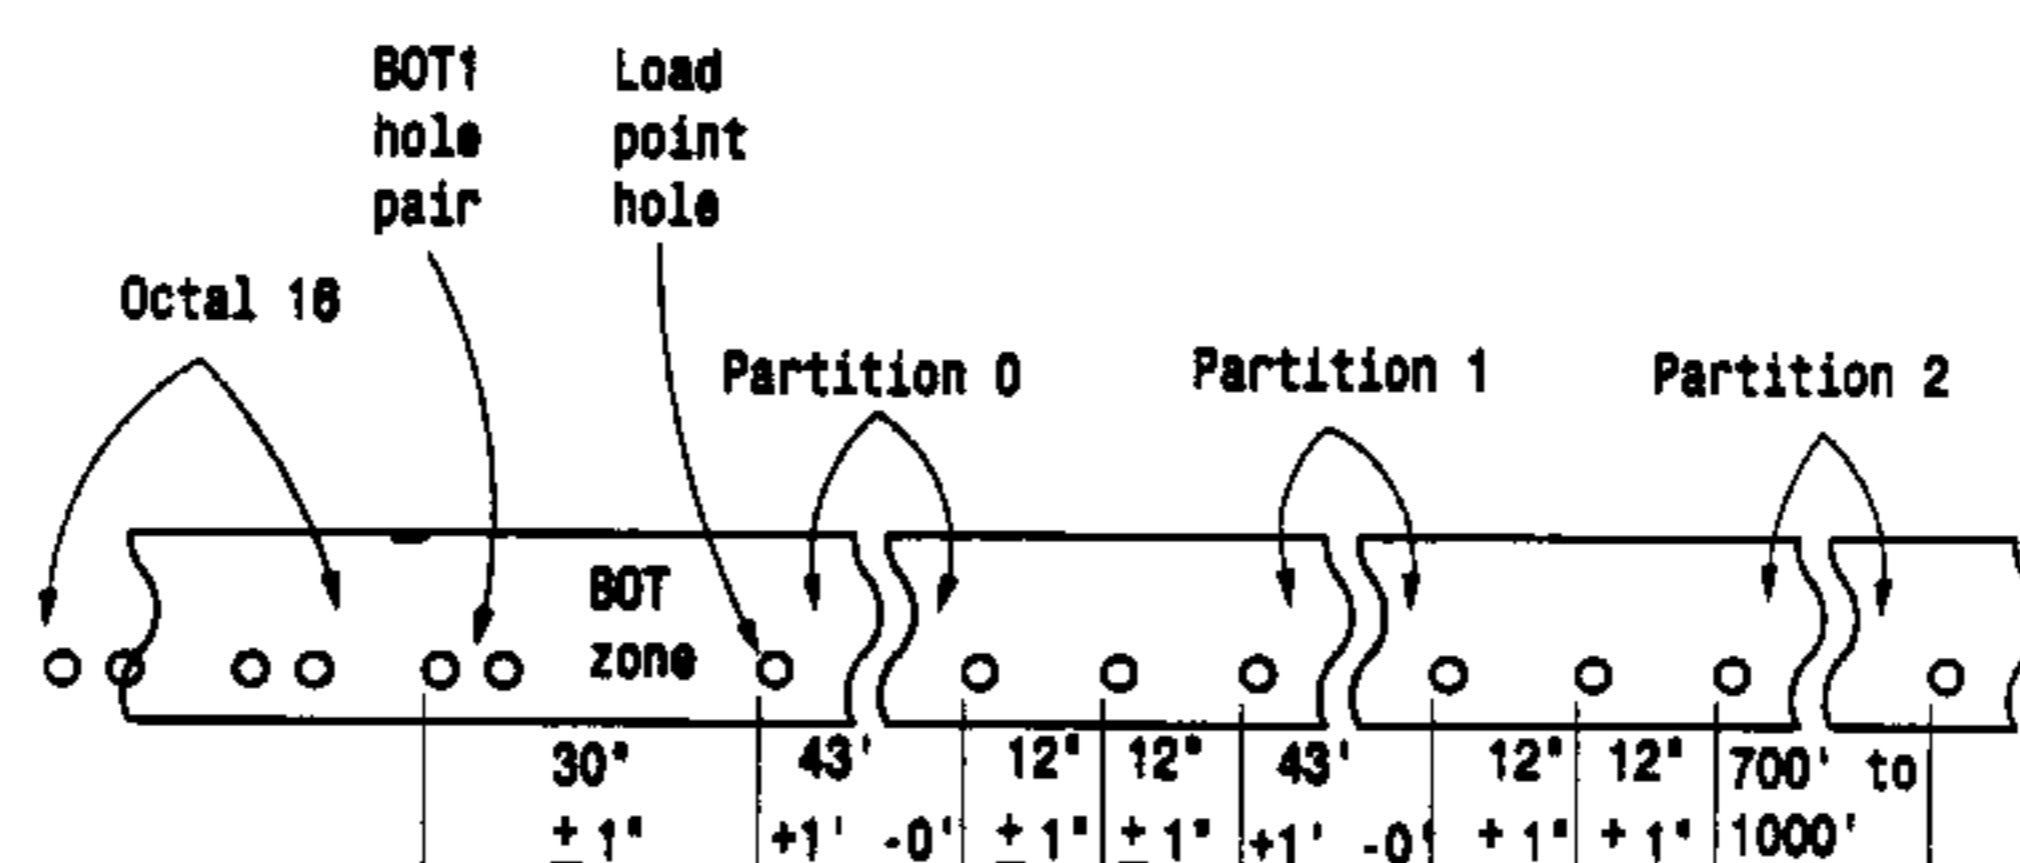 BOT1
hole
pair
Load
point
hole
Octal 16
Partition 0
Partition 1
Partition 2
BOT
zone
30"
± 1"
43'
+1' -0'
12"
± 1"
12"
± 1"
43'
+1' -0'
12"
+ 1"
12"
+ 1"
700' to
1000'